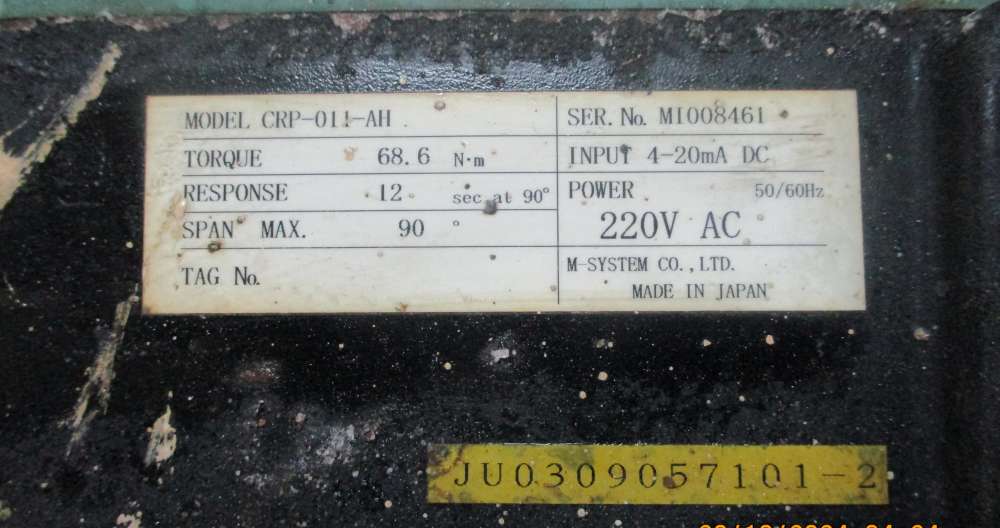 MODEL CRP-011-AH
SER. No. MI008461
TORQUE 68.6 N·m
INPUT 4-20mA DC
RESPONSE 12 sec at 90°
POWER 50/60Hz
220V AC
SPAN MAX. 90 °
TAG No.
M-SYSTEM CO.,LTD.
MADE IN JAPAN
JU0309057101-2